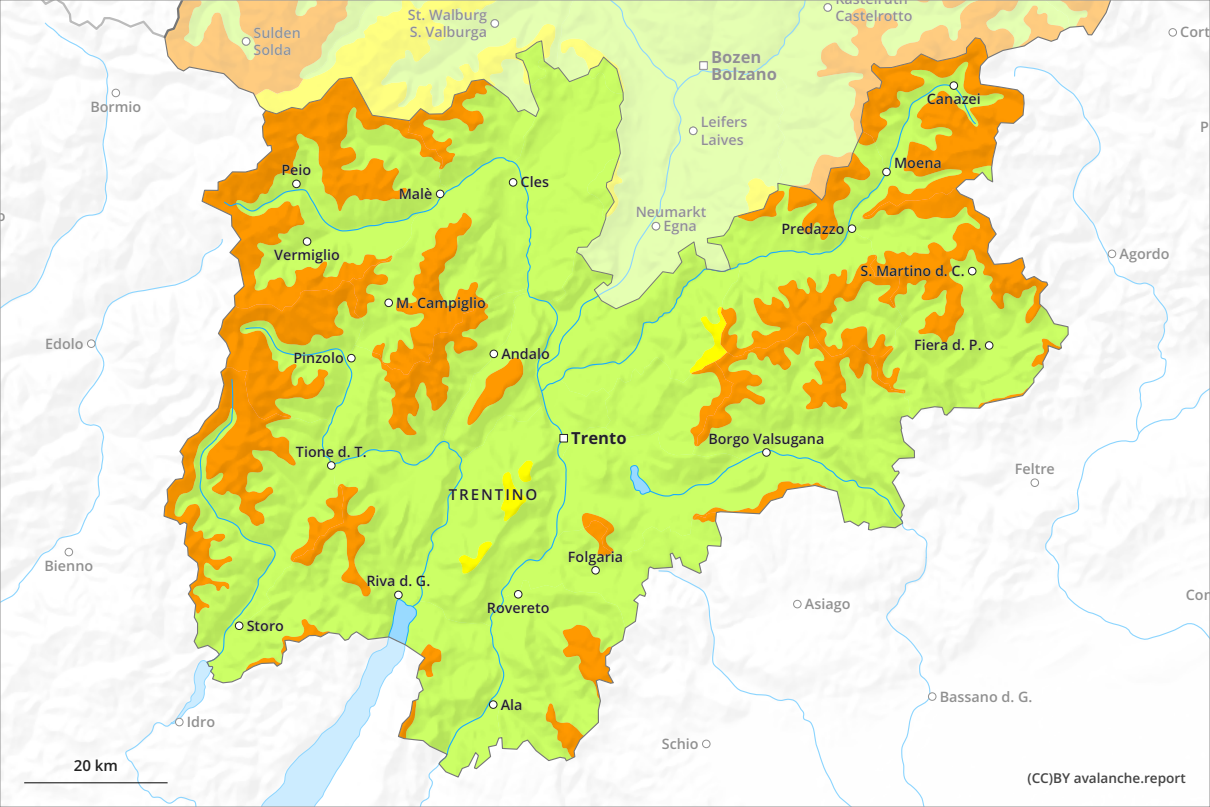 Kastelruth
Castelrotto
St. Walburg
S. Valburga
Sulden
Solda
Cort
Bozen
Bolzano
Bormio
Canazei
Leifers
Laives
P
Moena
Peio
Malè
Cles
Neumarkt
Egna
Predazzo
Vermiglio
Agordo
S. Martino d. C.
M. Campiglio
Edolo
Pinzolo
Andalo
Fiera d. P.
Trento
Borgo Valsugana
Tione d. T.
Feltre
TRENTINO
Bienno
Folgaria
Riva d. G.
Rovereto
Asiago
Cor
Storo
Bassano d. G.
Ala
Idro
Schio
20 km
(CC)BY avalanche.report